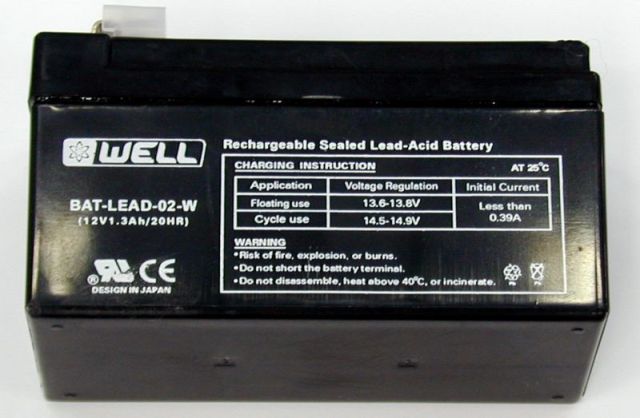 WELL
Rechargeable Sealed Lead-Acid Battery
CHARGING INSTRUCTION AT 25°C
Application Voltage Regulation Initial Current
Floating use 13.6-13.8V Less than
Cycle use 14.5-14.9V 0.39A
BAT-LEAD-02-W
(12V1.3Ah/20HR)
WARNING
•Risk of fire, explosion, or burns.
•Do not short the battery terminal.
•Do not disassemble, heat above 40°C, or incinerate.
Pb Pb
®
CE
DESIGN IN JAPAN